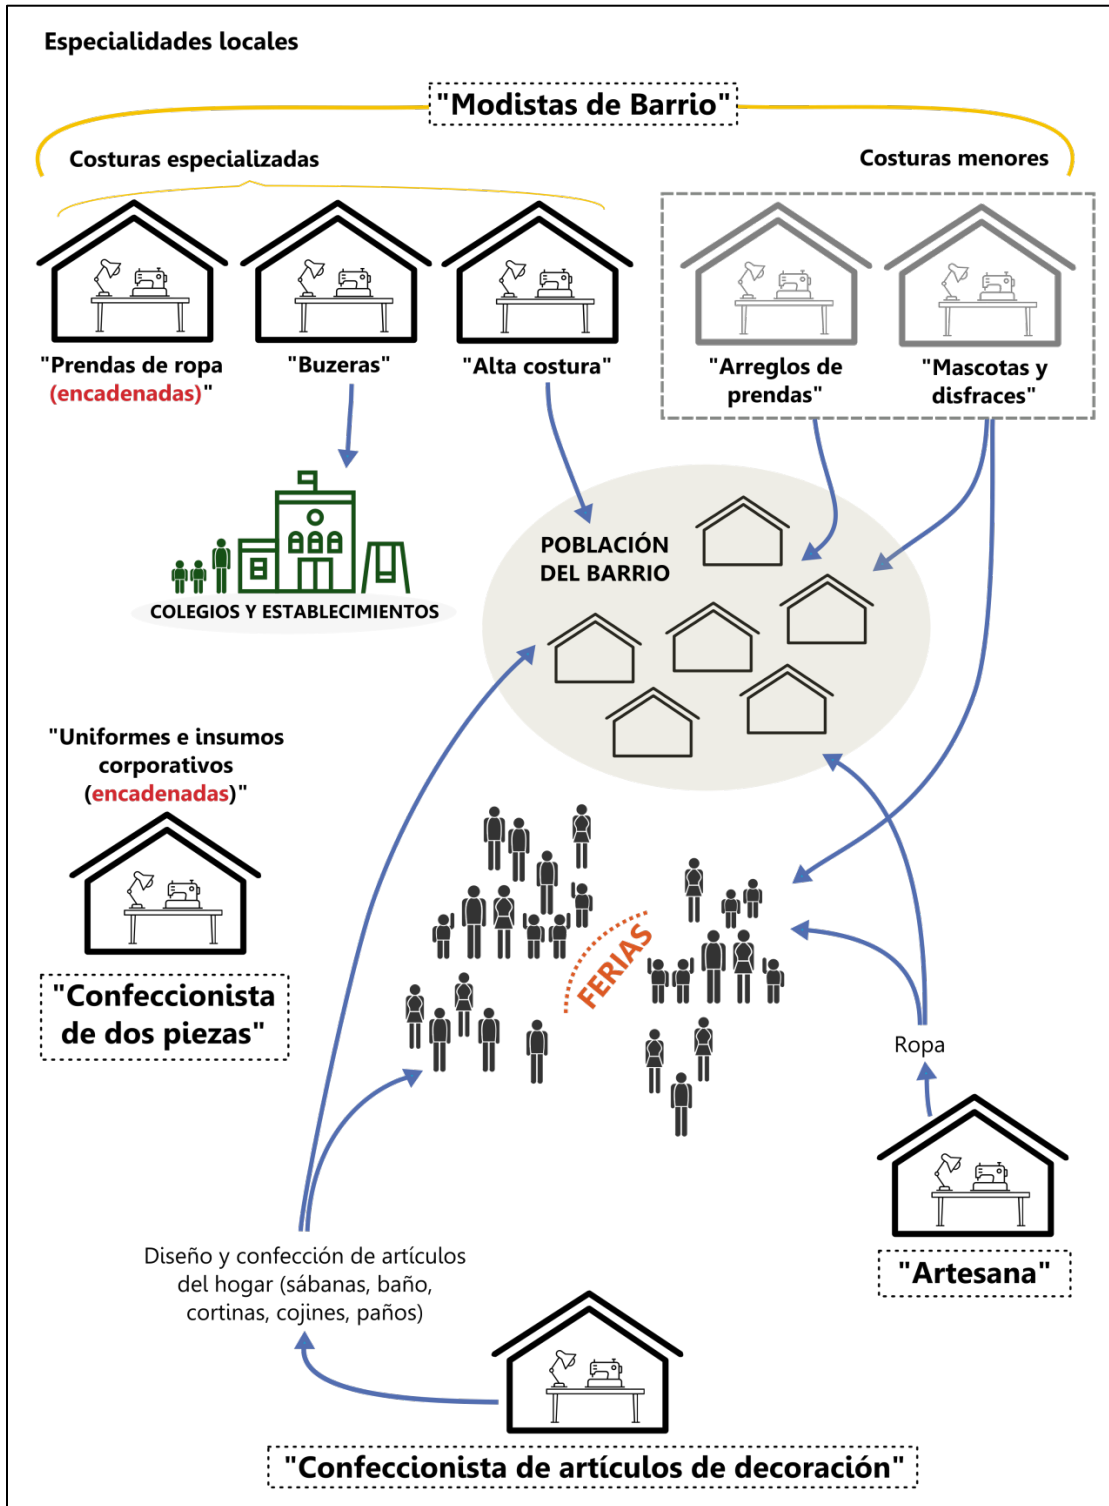 Especialidades locales
"Modistas de Barrio"
Costuras especializadas
Costuras menores
"Prendas de ropa
(encadenadas)"
"Buzeras"
"Alta costura"
"Arreglos de
prendas"
"Mascotas y
disfraces"
POBLACIÓN
DEL BARRIO
COLEGIOS Y ESTABLECIMIENTOS
"Uniformes e insumos
corporativos
(encadenadas)"
"Confeccionista
de dos piezas"
FERIAS
Ropa
"Artesana"
Diseño y confección de artículos
del hogar (sábanas, baño,
cortinas, cojines, paños)
"Confeccionista de artículos de decoración"